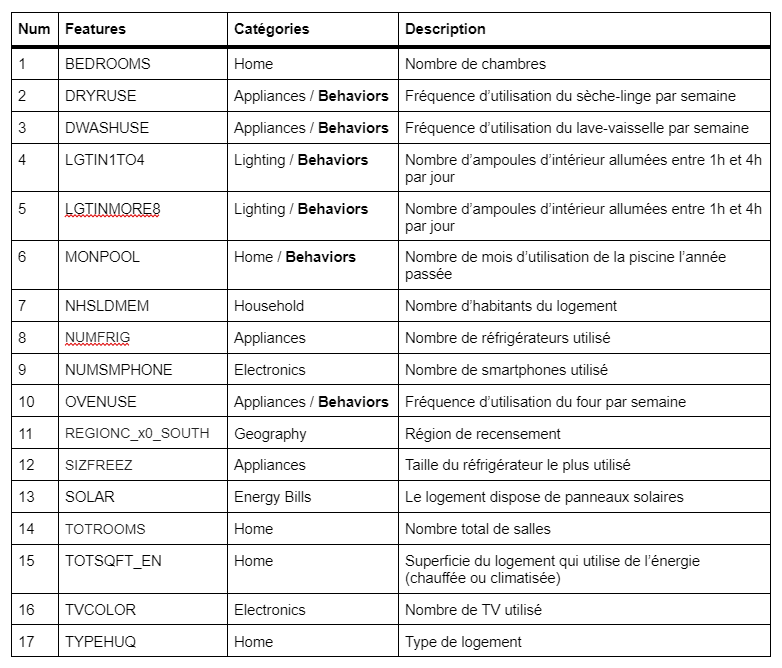 Num Features Catégories Description
1 BEDROOMS Home Nombre de chambres
2 DRYRUSE Appliances / Behaviors Fréquence d’utilisation du sèche-linge par semaine
3 DWASHUSE Appliances / Behaviors Fréquence d’utilisation du lave-vaisselle par semaine
4 LGTIN1TO4 Lighting / Behaviors Nombre d’ampoules d’intérieur allumées entre 1h et 4h
par jour
5 LGTINMORE8 Lighting / Behaviors Nombre d’ampoules d’intérieur allumées entre 1h et 4h
par jour
6 MONPOOL Home / Behaviors Nombre de mois d’utilisation de la piscine l’année
passée
7 NHSLDMEM Household Nombre d’habitants du logement
8 NUMFRIG Appliances Nombre de réfrigérateurs utilisé
9 NUMSMPHONE Electronics Nombre de smartphones utilisé
10 OVENUSE Appliances / Behaviors Fréquence d’utilisation du four par semaine
11 REGIONC_x0_SOUTH Geography Région de recensement
12 SIZFREEZ Appliances Taille du réfrigérateur le plus utilisé
13 SOLAR Energy Bills Le logement dispose de panneaux solaires
14 TOTROOMS Home Nombre total de salles
15 TOTSQFT_EN Home Superficie du logement qui utilise de l’énergie
(chauffée ou climatisée)
16 TVCOLOR Electronics Nombre de TV utilisé
17 TYPEHUQ Home Type de logement